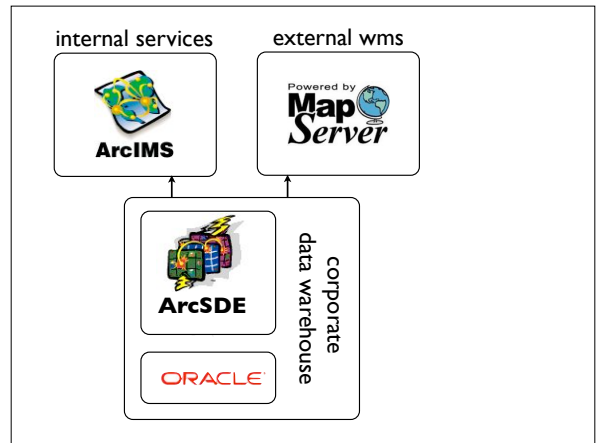 internal services
external wms
ArcIMS
Powered by
Map
Server
ArcSDE
corporate
data warehouse
ORACLE